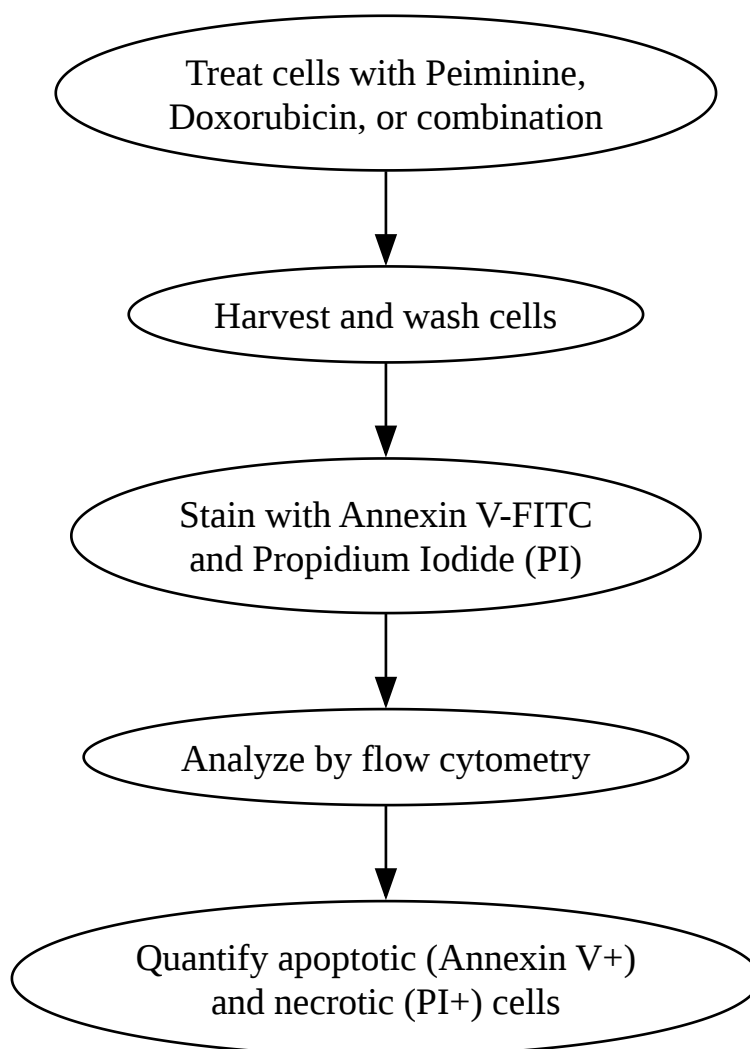 Treat cells with Peiminine,
Doxorubicin, or combination
Harvest and wash cells
Stain with Annexin V-FITC
and Propidium Iodide (PI)
Analyze by flow cytometry
Quantify apoptotic (Annexin V+)
and necrotic (PI+) cells